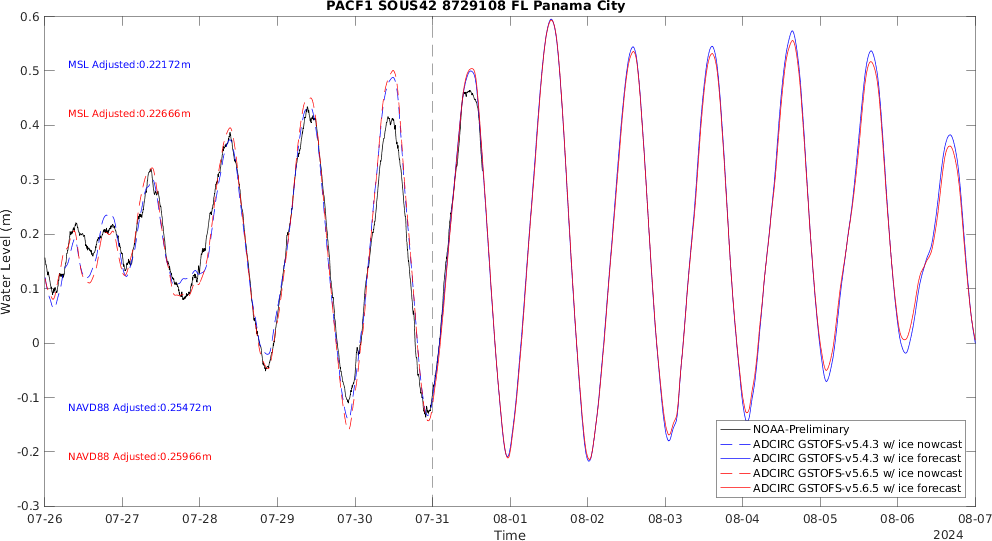 PACF1 SOUS42 8729108 FL Panama City
Water Level (m)
0.6
0.5
0.4
0.3
0.2
0.1
0
-0.1
-0.2
-0.3
MSL Adjusted:0.22172m
MSL Adjusted:0.22666m
NAVD88 Adjusted:0.25472m
NAVD88 Adjusted:0.25966m
NOAA-Preliminary
ADCIRC GSTOFS-v5.4.3 w/ ice nowcast
ADCIRC GSTOFS-v5.4.3 w/ ice forecast
ADCIRC GSTOFS-v5.6.5 w/ ice nowcast
ADCIRC GSTOFS-v5.6.5 w/ ice forecast
07-26 07-27 07-28 07-29 07-30 07-31 08-01 08-02 08-03 08-04 08-05 08-06 08-07
Time
2024